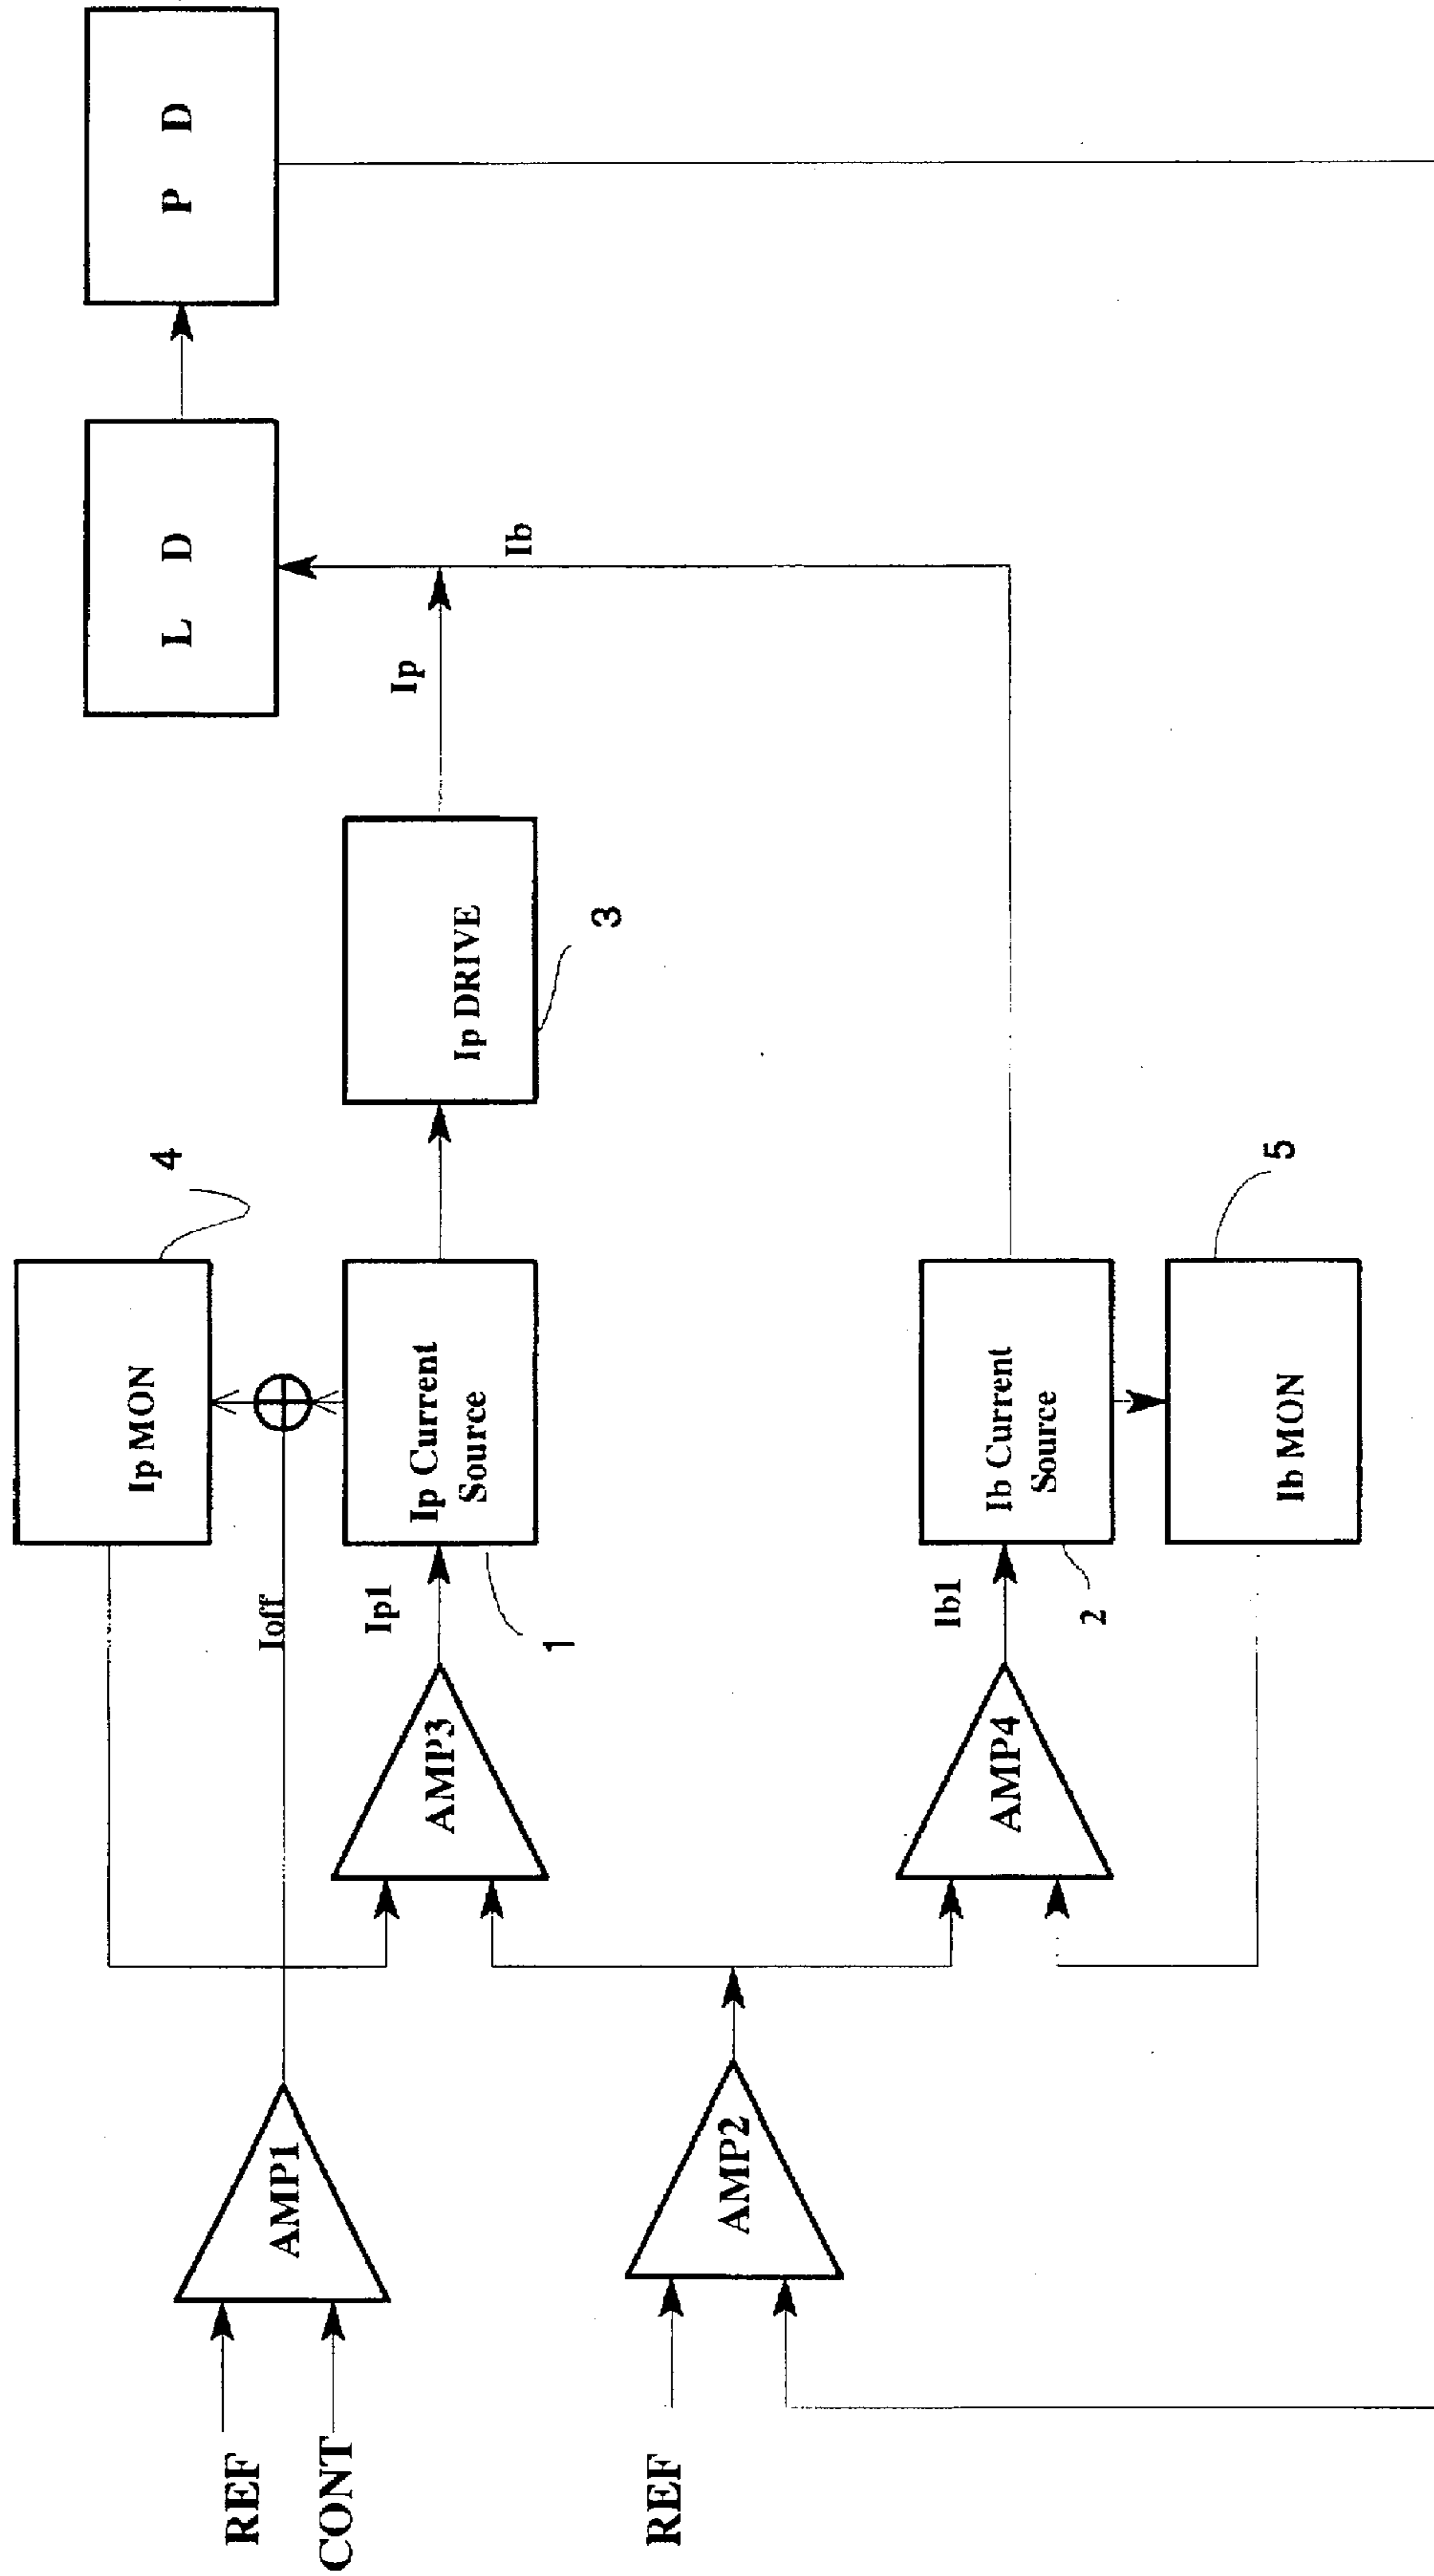 P D
L D
Ip MON
4
Ioff
Ip Current
Source
Ip1
1
Ip DRIVE
3
Ip
Ib
AMP1
REF
CONT
AMP3
AMP2
REF
AMP4
Ib1
Ib Current
Source
2
Ib MON
5